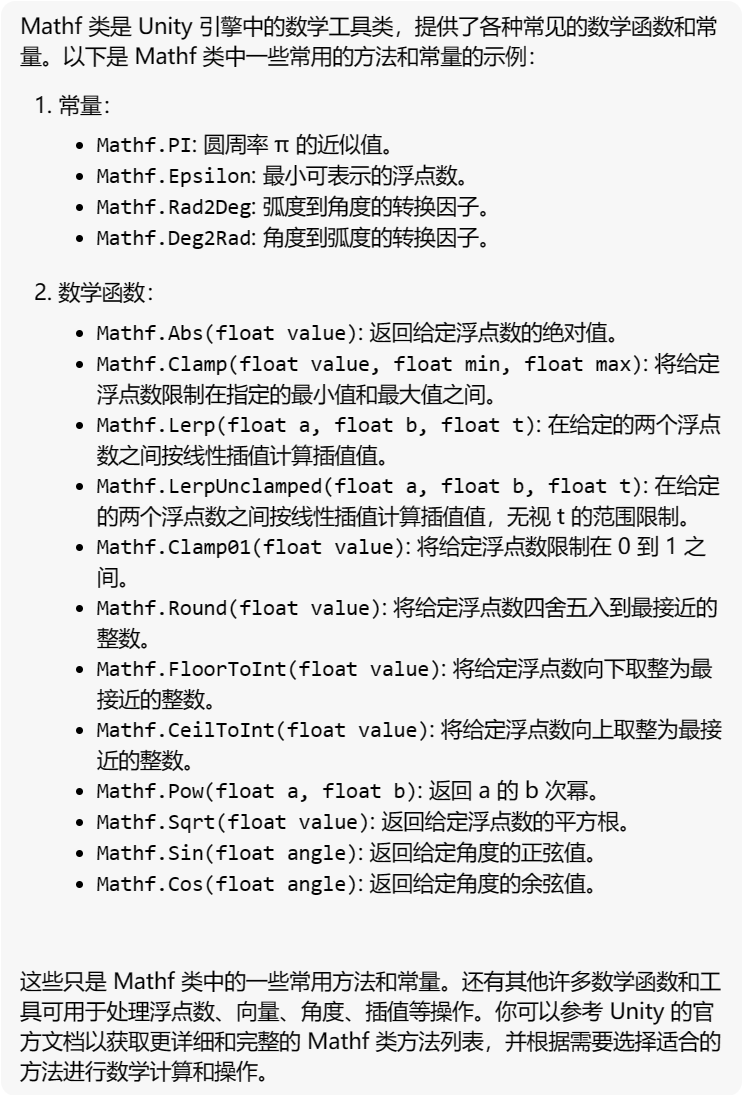 Mathf 类是 Unity 引擎中的数学工具类，提供了各种常见的数学函数和常
量。以下是 Mathf 类中一些常用的方法和常量的示例：
1. 常量：
• Mathf.PI: 圆周率 π 的近似值。
• Mathf.Epsilon: 最小可表示的浮点数。
• Mathf.Rad2Deg: 弧度到角度的转换因子。
• Mathf.Deg2Rad: 角度到弧度的转换因子。
2. 数学函数：
• Mathf.Abs(float value): 返回给定浮点数的绝对值。
• Mathf.Clamp(float value, float min, float max): 将给定
浮点数限制在指定的最小值和最大值之间。
• Mathf.Lerp(float a, float b, float t): 在给定的两个浮点
数之间按线性插值计算插值值。
• Mathf.LerpUnclamped(float a, float b, float t): 在给定
的两个浮点数之间按线性插值计算插值值，无视 t 的范围限制。
• Mathf.Clamp01(float value): 将给定浮点数限制在 0 到 1 之
间。
• Mathf.Round(float value): 将给定浮点数四舍五入到最接近的
整数。
• Mathf.FloorToInt(float value): 将给定浮点数向下取整为最
接近的整数。
• Mathf.CeilToInt(float value): 将给定浮点数向上取整为最接
近的整数。
• Mathf.Pow(float a, float b): 返回 a 的 b 次幂。
• Mathf.Sqrt(float value): 返回给定浮点数的平方根。
• Mathf.Sin(float angle): 返回给定角度的正弦值。
• Mathf.Cos(float angle): 返回给定角度的余弦值。
这些只是 Mathf 类中的一些常用方法和常量。还有其他许多数学函数和工
具可用于处理浮点数、向量、角度、插值等操作。你可以参考 Unity 的官
方文档以获取更详细和完整的 Mathf 类方法列表，并根据需要选择适合的
方法进行数学计算和操作。